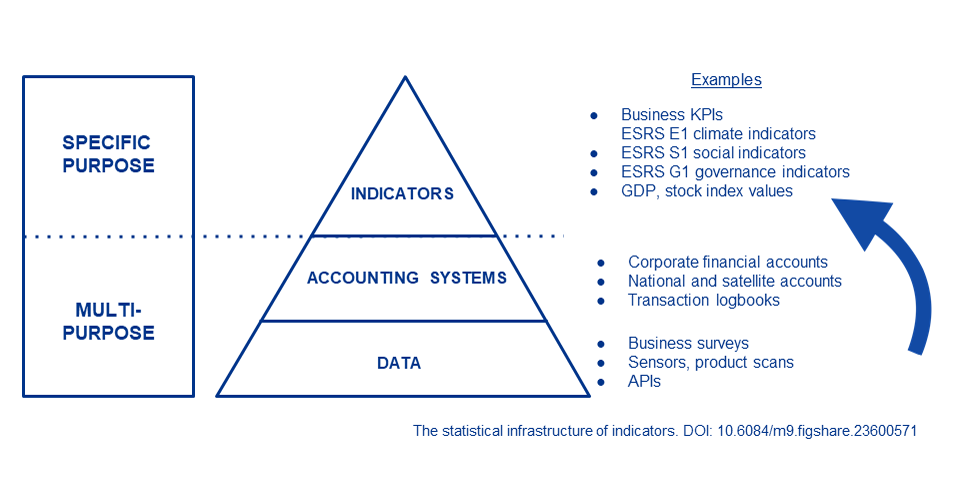 Examples
SPECIFIC
PURPOSE
● Business KPIs
ESRS E1 climate indicators
● ESRS S1 social indicators
● ESRS G1 governance indicators
● GDP, stock index values
INDICATORS
MULTI-
PURPOSE
ACCOUNTING SYSTEMS
● Corporate financial accounts
● National and satellite accounts
● Transaction logbooks
DATA
● Business surveys
● Sensors, product scans
● APIs
The statistical infrastructure of indicators. DOI: 10.6084/m9.figshare.23600571